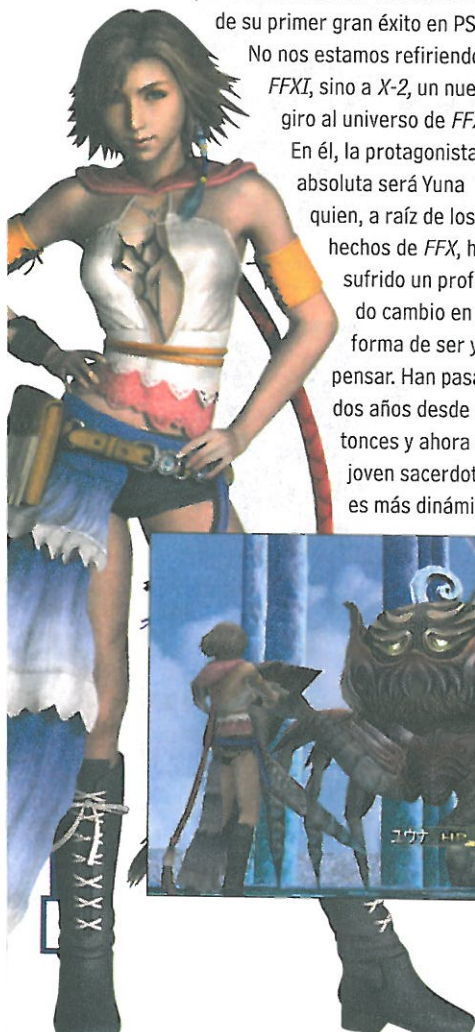 de su primer gran éxito en PS
No nos estamos refiriendo
FFXI, sino a X-2, un nue
giro al universo de FFX
En él, la protagonista
absoluta será Yuna
quien, a raíz de los
hechos de FFX, h
sufrido un profu
do cambio en
forma de ser y
pensar. Han pasa
dos años desde
tonces y ahora
joven sacerdot
es más dinámi
ユウナ HP